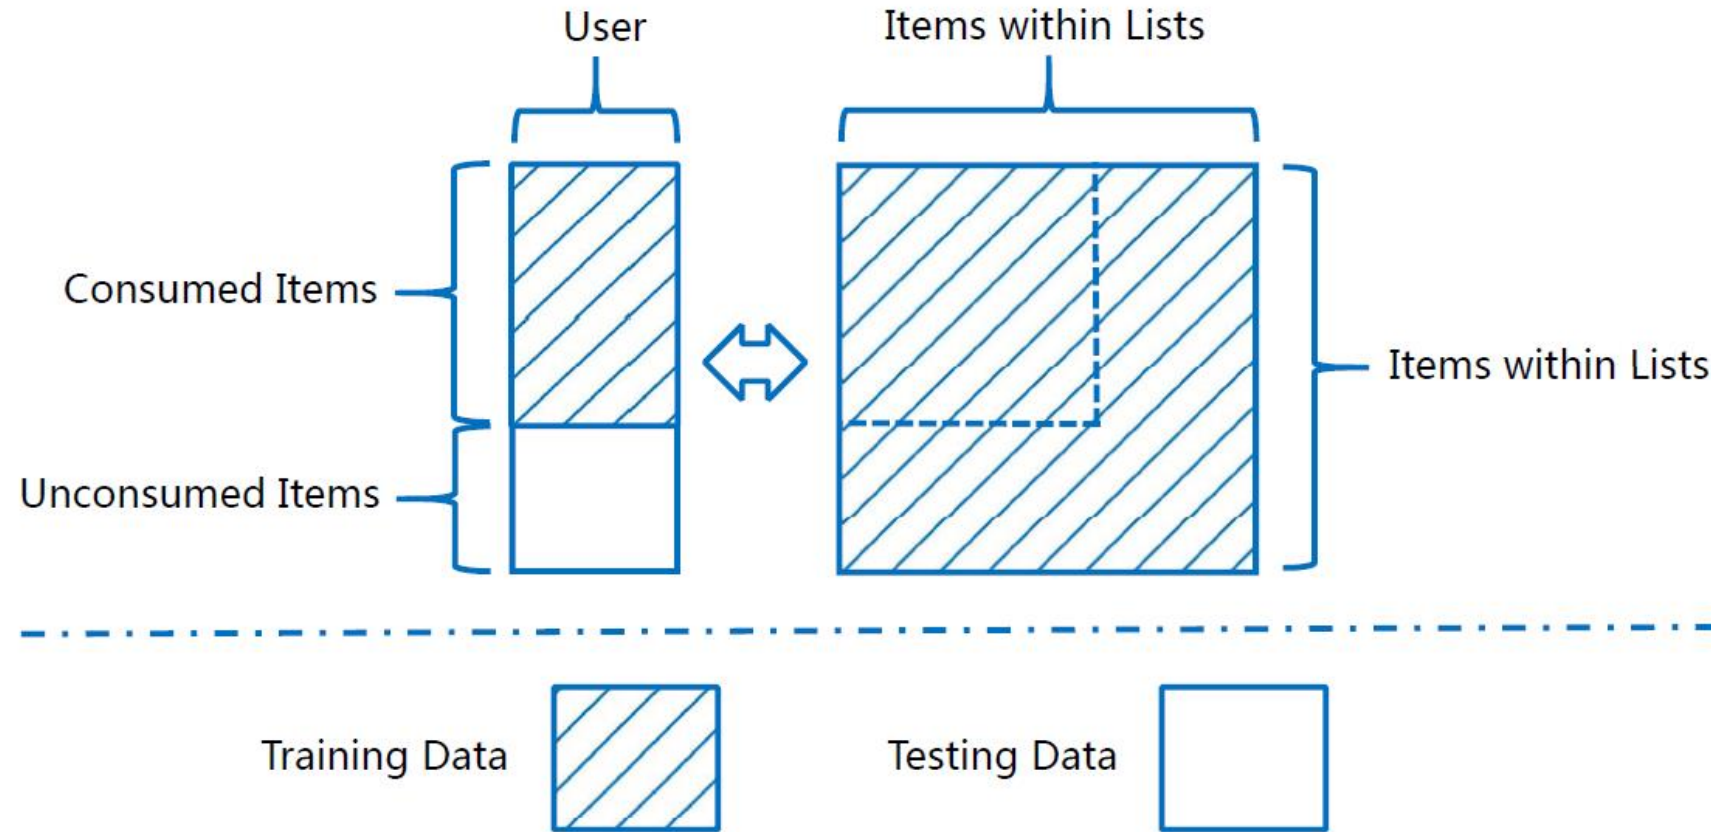 User
Items within Lists
Consumed Items
Items within Lists
Unconsumed Items
Training Data
Testing Data